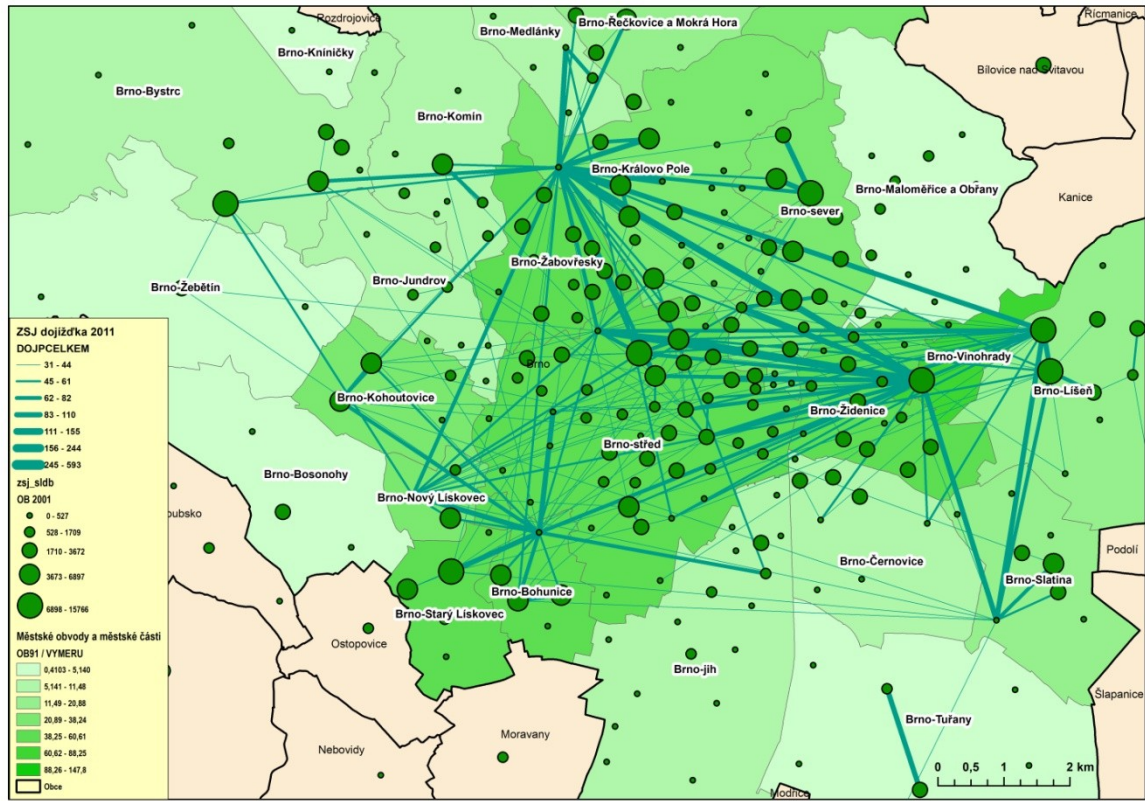 Rozdrojovice
Brno-Řečkovice a Mokrá Hora
Řícmanice
Brno-Medlánky
Brno-Kníničky
Bílovice nad Svitavou
Brno-Bystrc
Brno-Komín
Brno-Královo Pole
Brno-Maloměřice a Obřany
Kanice
Brno-sever
Brno-Žabovřesky
Brno-Jundrov
Brno-Žebětín
Brno-Vinohrady
Brno
Brno-Líšeň
Brno-Kohoutovice
Brno-Židenice
Brno-střed
Brno-Bosonohy
Brno-Nový Lískovec
oubsko
Podolí
Brno-Černovice
Brno-Slatina
Brno-Bohunice
Brno-Starý Lískovec
Ostopovice
Brno-jih
Šlapanice
Brno-Tuřany
Moravany
Nebovidy
Modřice
ZSJ dojížďka 2011
DOJPCELKEM
31 - 44
45 - 61
62 - 82
83 - 110
111 - 155
156 - 244
245 - 593
zsj_sldb
OB 2001
0 - 527
528 - 1709
1710 - 3672
3673 - 6897
6898 - 15766
Městské obvody a městské části
OB91 / VYMERU
0,4103 - 5,140
5,141 - 11,48
11,49 - 20,88
20,89 - 38,24
38,25 - 60,61
60,62 - 88,25
88,26 - 147,8
Obce
0 0,5 1 2 km